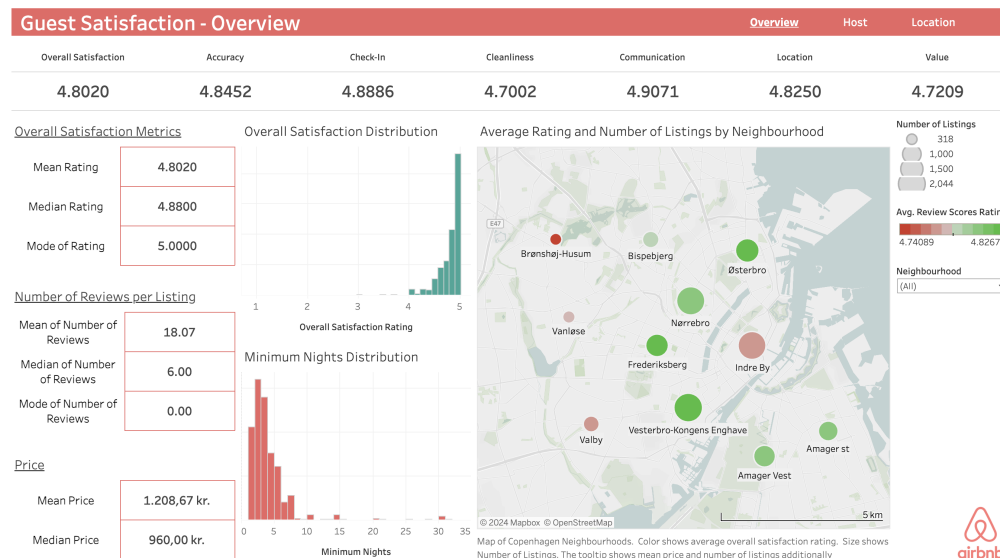 Guest Satisfaction - Overview
Overview Host Location
Overall Satisfaction Accuracy Check-In Cleanliness Communication Location Value
4.8020 4.8452 4.8886 4.7002 4.9071 4.8250 4.7209
Overall Satisfaction Metrics
Mean Rating 4.8020
Median Rating 4.8800
Mode of Rating 5.0000
Number of Reviews per Listing
Mean of Number of
Reviews
18.07
Median of Number
of Reviews
6.00
Mode of Number of
Reviews
0.00
Price
Mean Price 1.208,67 kr.
Median Price 960,00 kr.
Overall Satisfaction Distribution
1 2 3 4 5
Overall Satisfaction Rating
Minimum Nights Distribution
0 5 10 15 20 25 30 35
Minimum Nights
Average Rating and Number of Listings by Neighbourhood
E47
Brønshøj-Husum
Bispebjerg
Østerbro
Nørrebro
Vanløse
Frederiksberg
Indre By
Vesterbro-Kongens Enghave
Valby
Amager st
Amager Vest
5 km
© 2024 Mapbox © OpenStreetMap
Map of Copenhagen Neighbourhoods. Color shows average overall satisfaction rating. Size shows
Number of Listings. The tooltip shows mean price and number of listings additionally
Number of Listings
318
1,000
1,500
2,044
Avg. Review Scores Ratin
4.74089 4.8267
Neighbourhood
(All)
airbnb